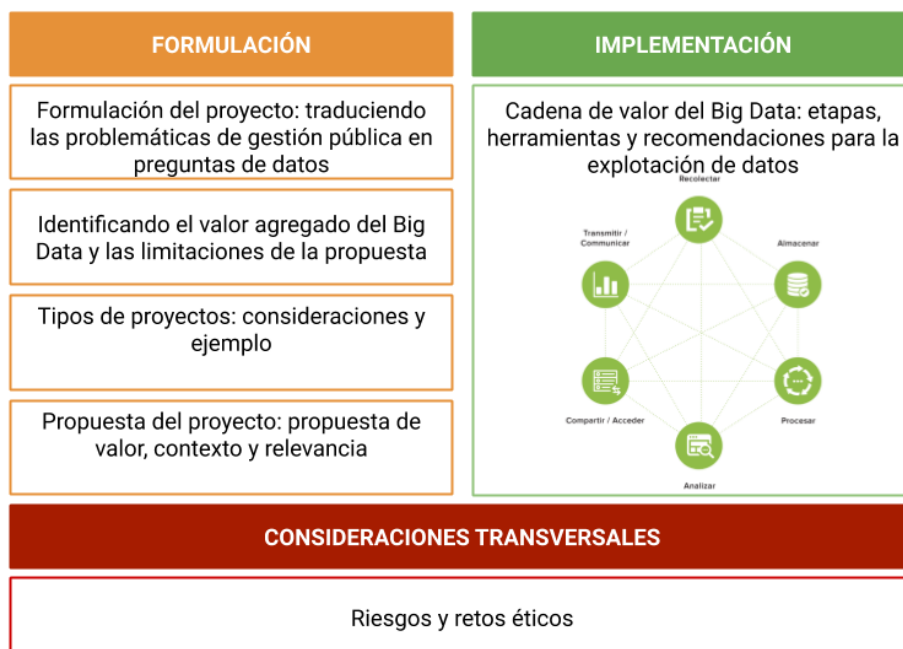 FORMULACIÓN
Formulación del proyecto: traduciendo
las problemáticas de gestión pública en
preguntas de datos
Identificando el valor agregado del Big
Data y las limitaciones de la propuesta
Tipos de proyectos: consideraciones y
ejemplo
Propuesta del proyecto: propuesta de
valor, contexto y relevancia
IMPLEMENTACIÓN
Cadena de valor del Big Data: etapas,
herramientas y recomendaciones para la
explotación de datos
Recolectar
Transmitir /
Communicar
Almacenar
Compartir / Acceder
Procesar
Analizar
CONSIDERACIONES TRANSVERSALES
Riesgos y retos éticos